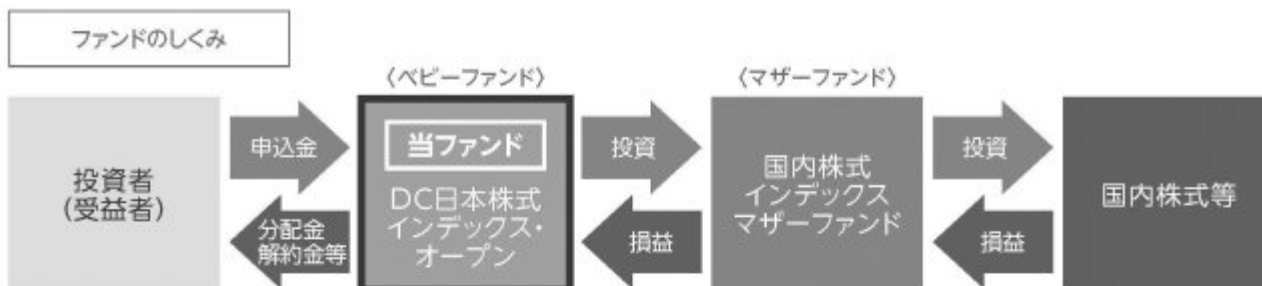 ファンドのしくみ
〈ベビーファンド〉
〈マザーファンド〉
投資者
(受益者)
申込金
分配金
解約金等
当ファンド
DC日本株式
インデックス・
オープン
投資
損益
国内株式
インデックス
マザーファンド
投資
損益
国内株式等